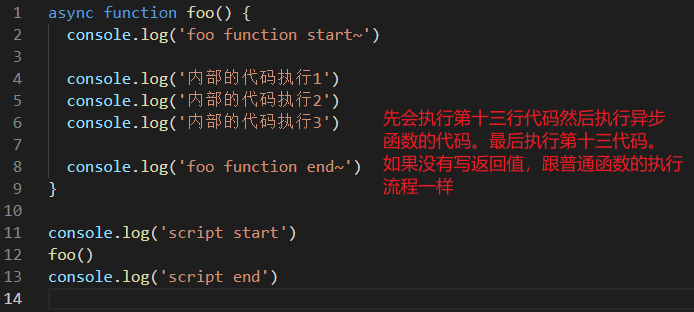 1 async function foo() {
2 console.log('foo function start~')
3
4 console.log('内部的代码执行1')
5 console.log('内部的代码执行2')
6 console.log('内部的代码执行3')
7
8 console.log('foo function end~')
9 }
10
11 console.log('script start')
12 foo()
13 console.log('script end')
14
先会执行第十三行代码然后执行异步
函数的代码。最后执行第十三代码。
如果没有写返回值，跟普通函数的执行
流程一样